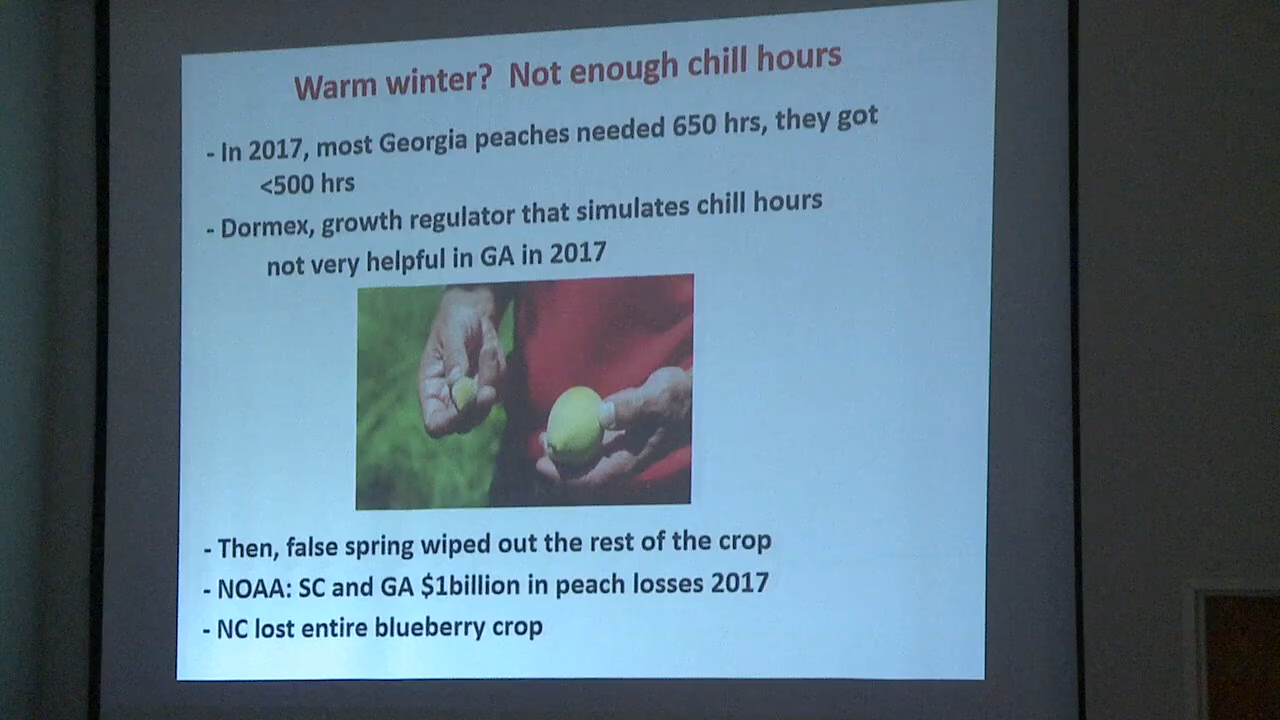 Warm winter? Not enough chill hours
- In 2017, most Georgia peaches needed 650 hrs, they got
<500 hrs
- Dormex, growth regulator that simulates chill hours
not very helpful in GA in 2017
- Then, false spring wiped out the rest of the crop
- NOAA: SC and GA $1billion in peach losses 2017
- NC lost entire blueberry crop